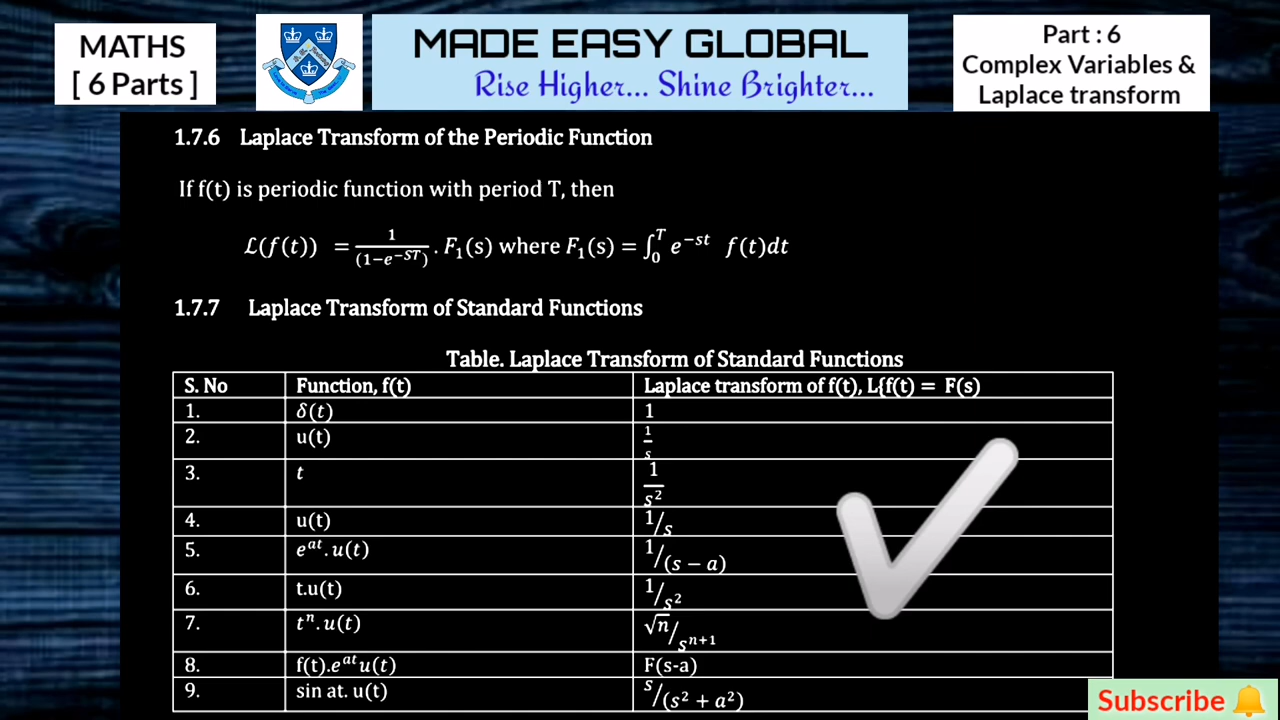 MATHS
[ 6 Parts ]
MADE EASY GLOBAL
Rise Higher... Shine Brighter...
Part : 6
Complex Variables &
Laplace transform
1.7.6 Laplace Transform of the Periodic Function
If f(t) is periodic function with period T, then
ℒ(f(t)) = 1/(1−e^−ST) . F₁(s) where F₁(s) = ∫₀^T e^−st f(t)dt
1.7.7 Laplace Transform of Standard Functions
Table. Laplace Transform of Standard Functions
S. No Function, f(t) Laplace transform of f(t), L{f(t) = F(s)
1. δ(t) 1
2. u(t) 1/s
3. t 1/s²
4. u(t) 1/s
5. e^at . u(t) 1/(s − a)
6. t.u(t) 1/s²
7. tⁿ. u(t) √n/s^n+1
8. f(t).e^at u(t) F(s-a)
9. sin at. u(t) s/(s² + a²)
Subscribe